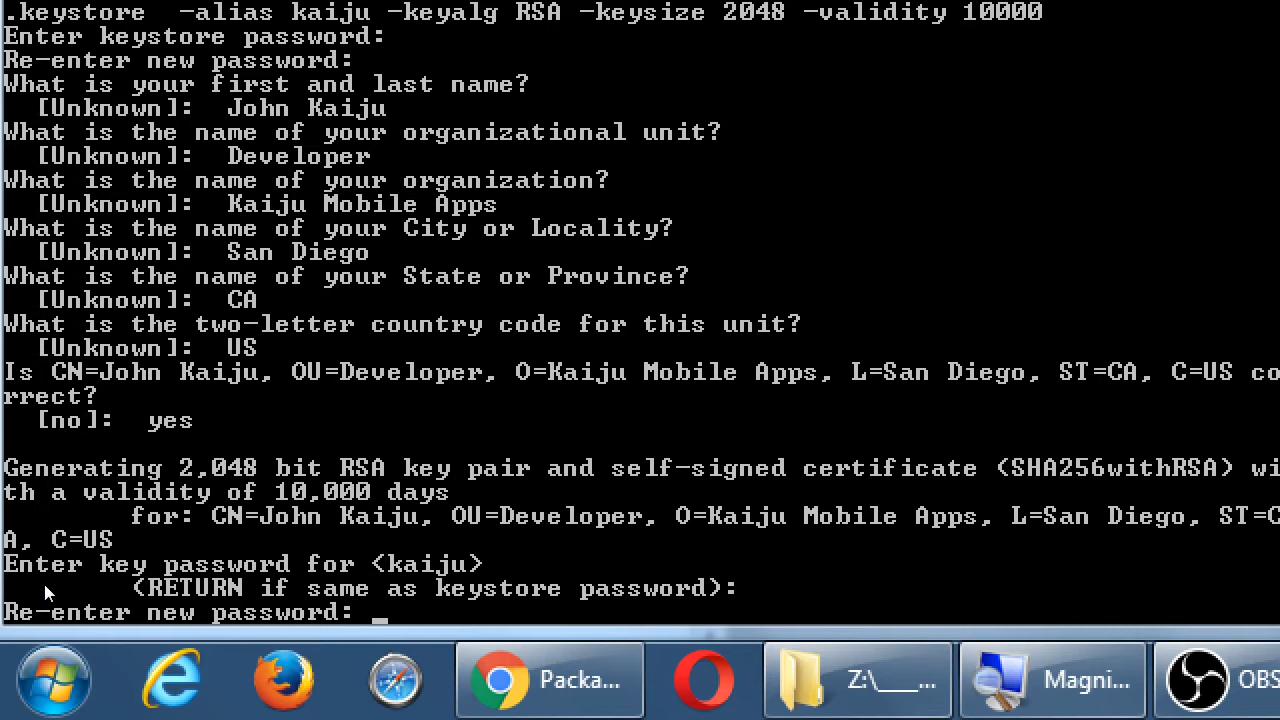 .keystore  -alias kaiju -keyalg RSA -keysize 2048 -validity 10000
Enter keystore password:
Re-enter new password:
What is your first and last name?
  [Unknown]:  John Kaiju
What is the name of your organizational unit?
  [Unknown]:  Developer
What is the name of your organization?
  [Unknown]:  Kaiju Mobile Apps
What is the name of your City or Locality?
  [Unknown]:  San Diego
What is the name of your State or Province?
  [Unknown]:  CA
What is the two-letter country code for this unit?
  [Unknown]:  US
Is CN=John Kaiju, OU=Developer, O=Kaiju Mobile Apps, L=San Diego, ST=CA, C=US co
rrect?
  [no]:  yes

Generating 2,048 bit RSA key pair and self-signed certificate (SHA256withRSA) wi
th a validity of 10,000 days
        for: CN=John Kaiju, OU=Developer, O=Kaiju Mobile Apps, L=San Diego, ST=C
A, C=US
Enter key password for <kaiju>
        (RETURN if same as keystore password):
Re-enter new password: _
Packa... Z:\___... Magni... OBS